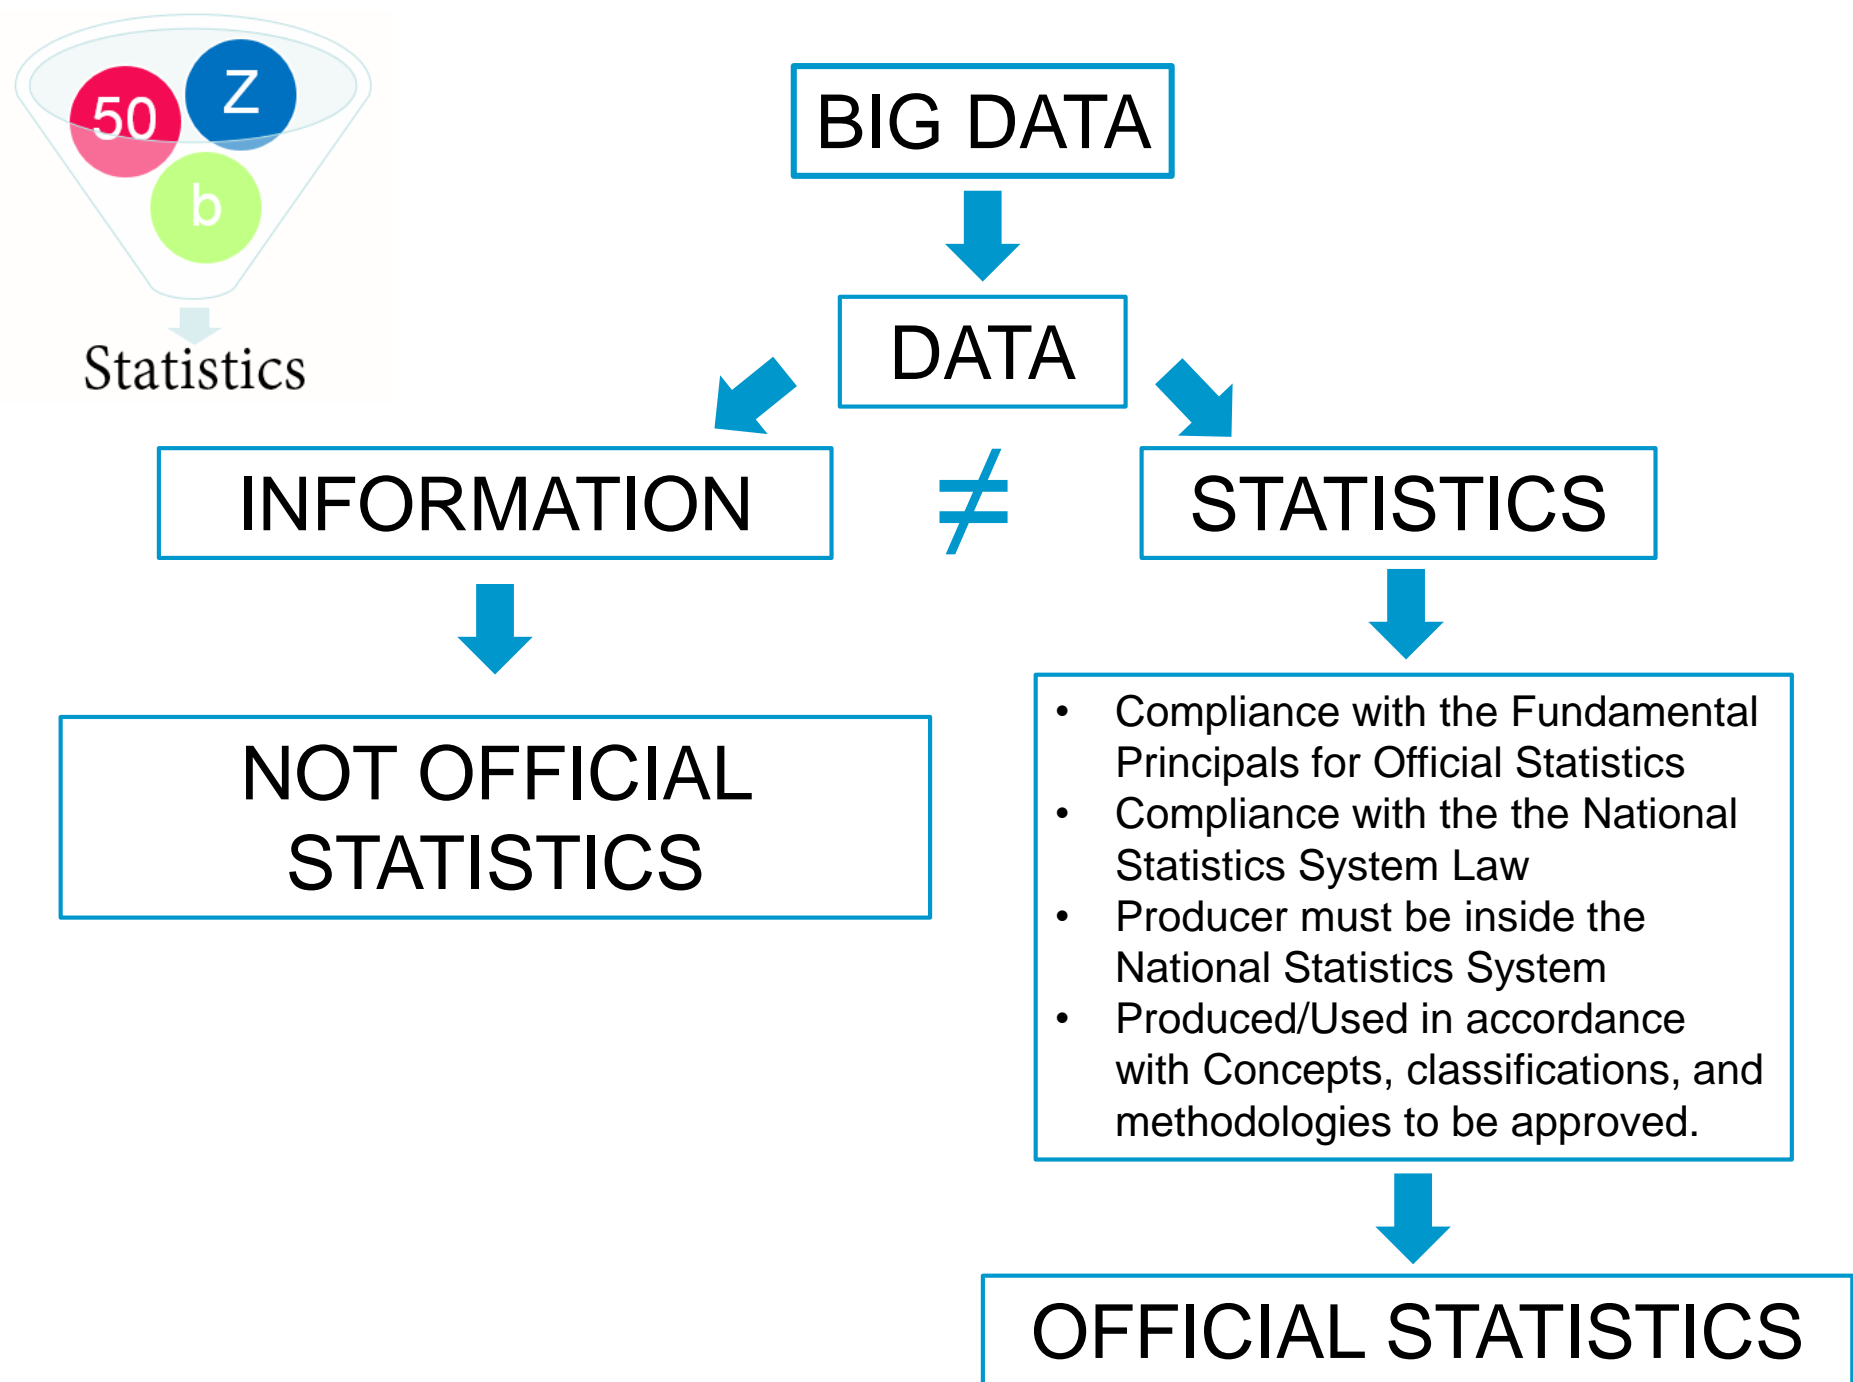 50
Z
b
Statistics
BIG DATA
DATA
INFORMATION
≠
STATISTICS
NOT OFFICIAL
STATISTICS
• Compliance with the Fundamental
Principals for Official Statistics
• Compliance with the the National
Statistics System Law
• Producer must be inside the
National Statistics System
• Produced/Used in accordance
with Concepts, classifications, and
methodologies to be approved.
OFFICIAL STATISTICS